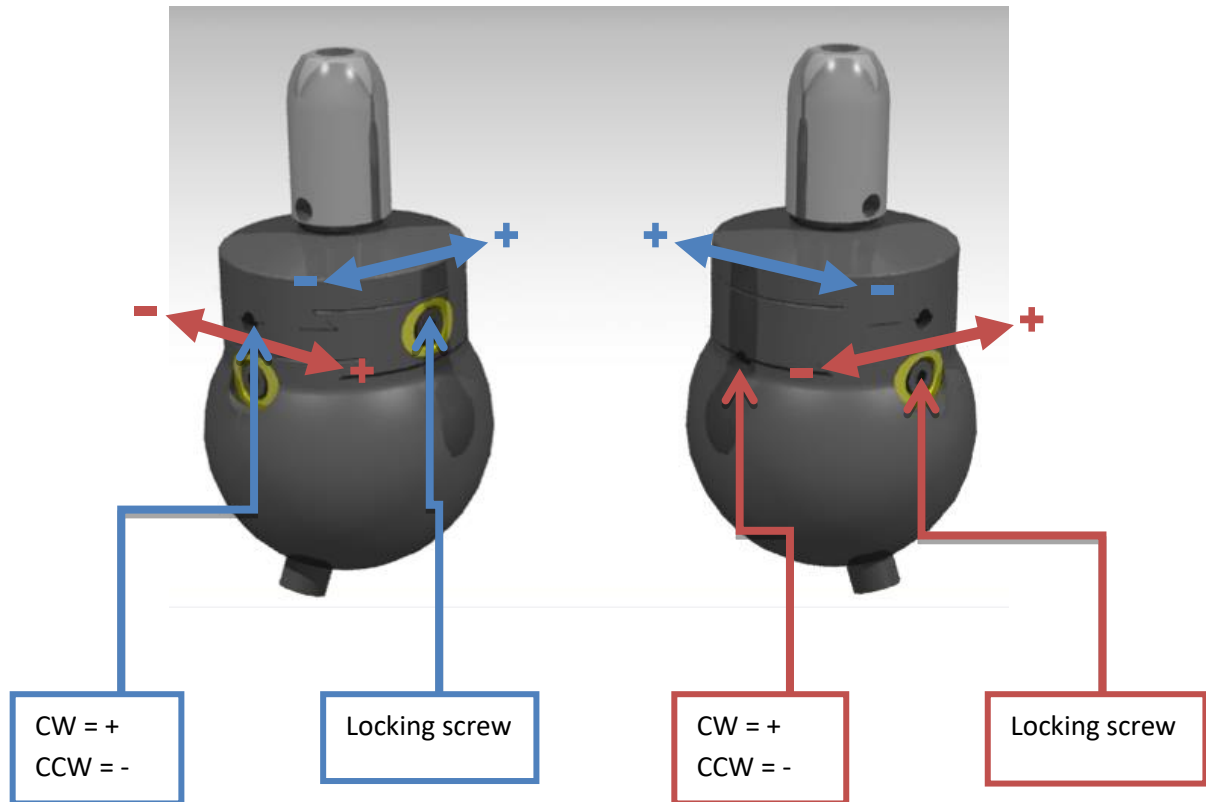 +
+
-
-
-
+
+
-
CW = +
CCW = -
Locking screw
CW = +
CCW = -
Locking screw